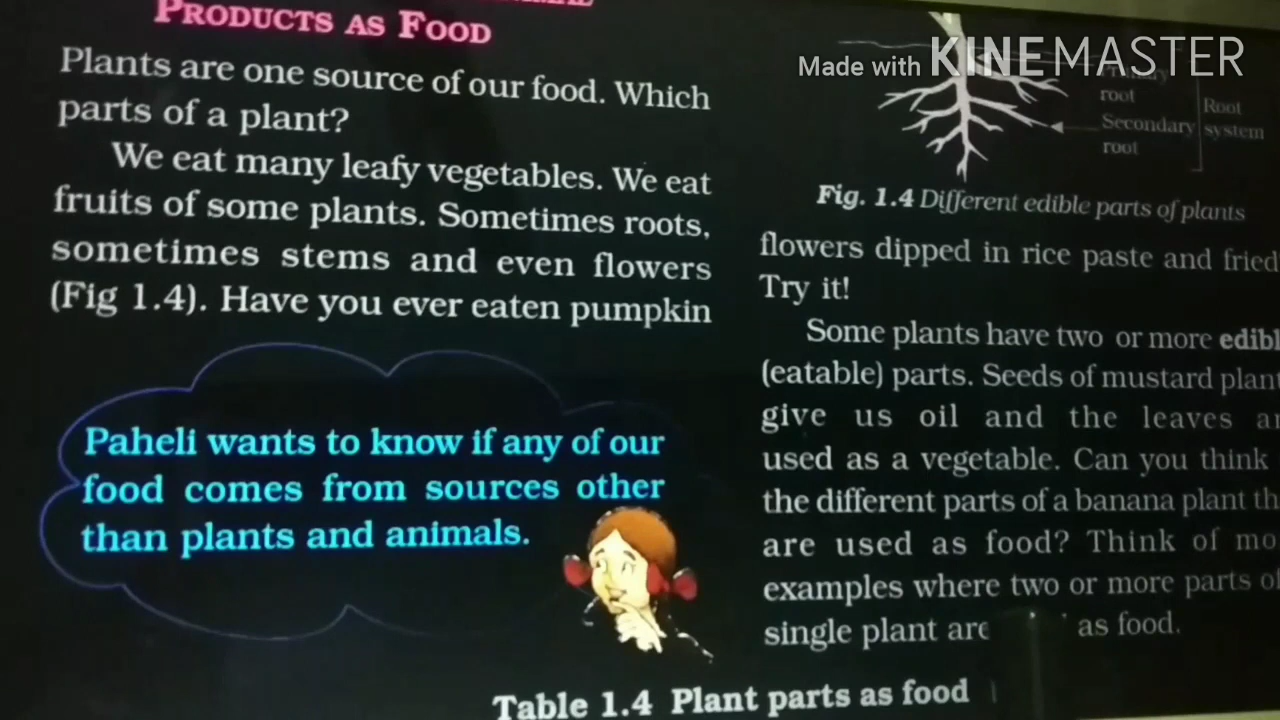 PRODUCTS AS FOOD
Plants are one source of our food. Which
parts of a plant?
We eat many leafy vegetables. We eat
fruits of some plants. Sometimes roots,
sometimes stems and even flowers
(Fig 1.4). Have you ever eaten pumpkin
Paheli wants to know if any of our
food comes from sources other
than plants and animals.
Made with KINEMASTER
Primary
root
Secondary
root
Root
system
Fig. 1.4 Different edible parts of plants
flowers dipped in rice paste and fried
Try it!
Some plants have two or more edibl
(eatable) parts. Seeds of mustard plant
give us oil and the leaves ar
used as a vegetable. Can you think
the different parts of a banana plant th
are used as food? Think of mo
examples where two or more parts of
single plant are as food.
Table 1.4 Plant parts as food